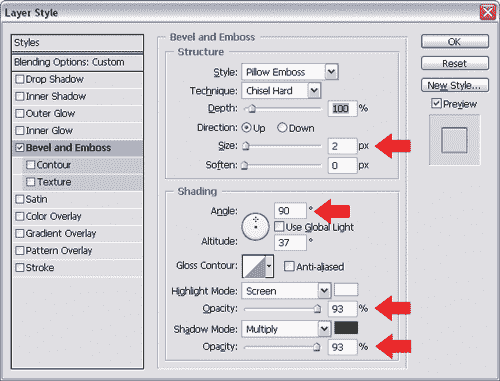 Layer Style
Styles
Blending Options: Custom
Drop Shadow
Inner Shadow
Outer Glow
Inner Glow
Bevel and Emboss
Contour
Texture
Satin
Color Overlay
Gradient Overlay
Pattern Overlay
Stroke
Bevel and Emboss
Structure
Style: Pillow Emboss
Technique: Chisel Hard
Depth: 100 %
Direction: Up Down
Size: 2 px
Soften: 0 px
Shading
Angle: 90 °
Use Global Light
Altitude: 37 °
Gloss Contour: Anti-aliased
Highlight Mode: Screen
Opacity: 93 %
Shadow Mode: Multiply
Opacity: 93 %
OK
Reset
New Style...
Preview